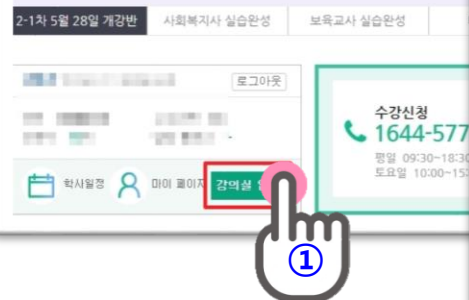 2-1차 5월 28일 개강반
사회복지사 실습완성
보육교사 실습완성
로그아웃
수강신청
1644-577
평일 09:30~18:30
토요일 10:00~15:
학사일정
마이 페이지
강의실
①